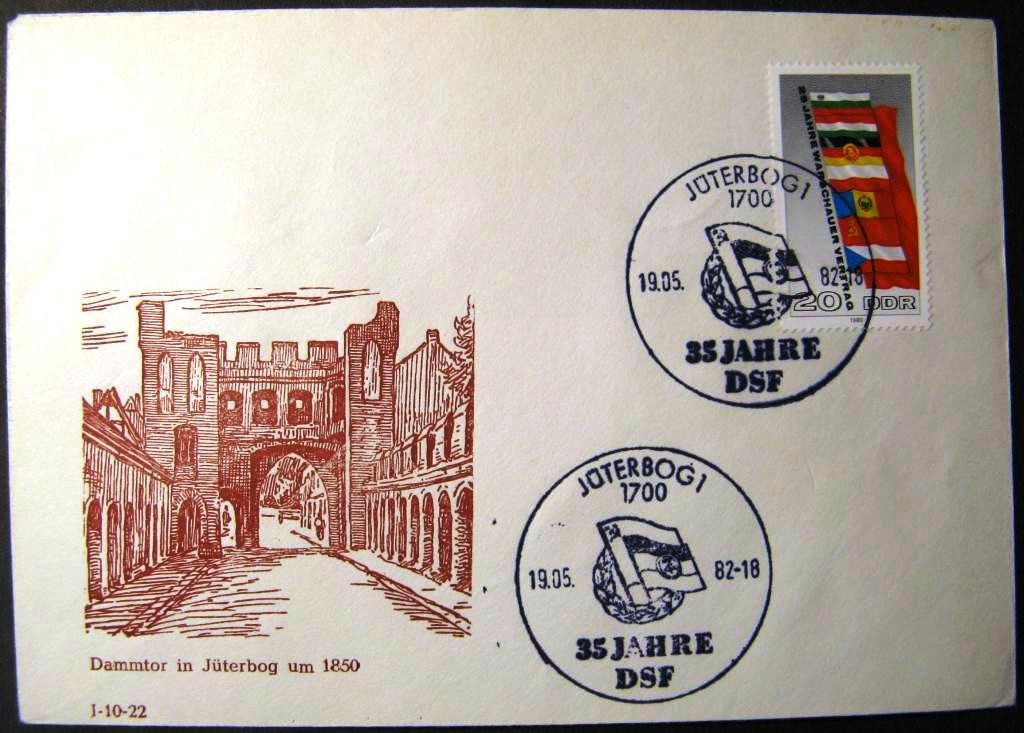 25 JAHRE WARSCHAUER VERTRAG
20 DDR
1980
JÜTERBOG 1
1700
19.05. 82-18
35 JAHRE
DSF
JÜTERBOG 1
1700
19.05. 82-18
35 JAHRE
DSF
Dammtor in Jüterbog um 1850
I-10-22